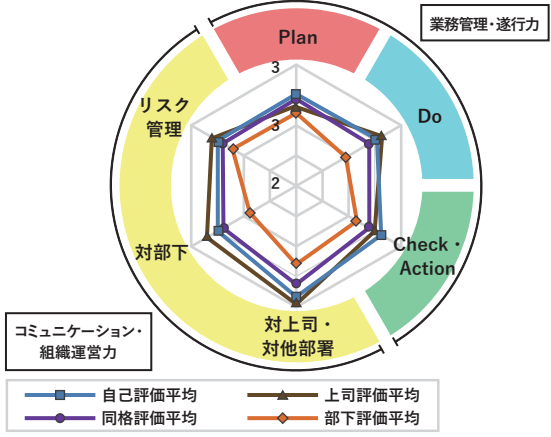 業務管理・遂行力
Plan
3
Do
リスク
管理
3
2
対部下
Check・
Action
対上司・
対他部署
コミュニケーション・
組織運営力
自己評価平均
上司評価平均
同格評価平均
部下評価平均